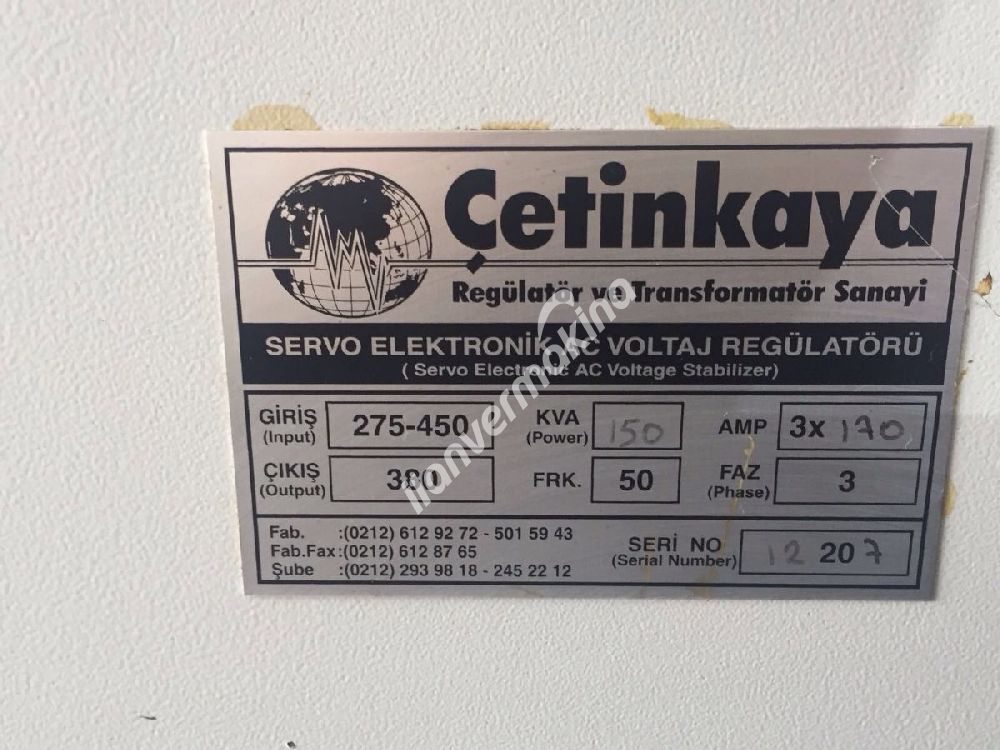 Çetinkaya
Regülatör ve Transformatör Sanayi
SERVO ELEKTRONİK AC VOLTAJ REGÜLATÖRÜ
( Servo Electronic AC Voltage Stabilizer)
GİRİŞ (Input) 275-450 KVA (Power) 150 AMP 3x 170
ÇIKIŞ (Output) 380 FRK. 50 FAZ (Phase) 3
Fab. :(0212) 612 92 72 - 501 59 43
Fab.Fax :(0212) 612 87 65
Şube :(0212) 293 98 18 - 245 22 12
SERİ NO (Serial Number) 12 207
ilanvermakino